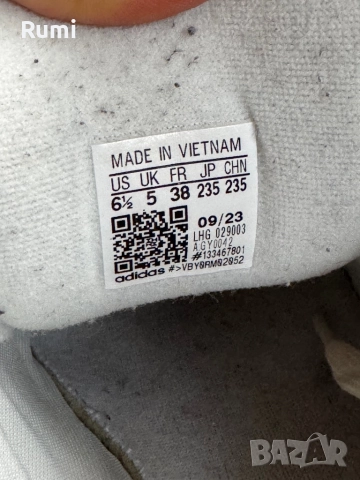 Rumi
MADE IN VIETNAM
US UK FR JP CHN
6½ 5 38 235 235
09/23
LHG 029003
AGY0042
#133467801
adidas #>VBY0RM02052
BAZAR